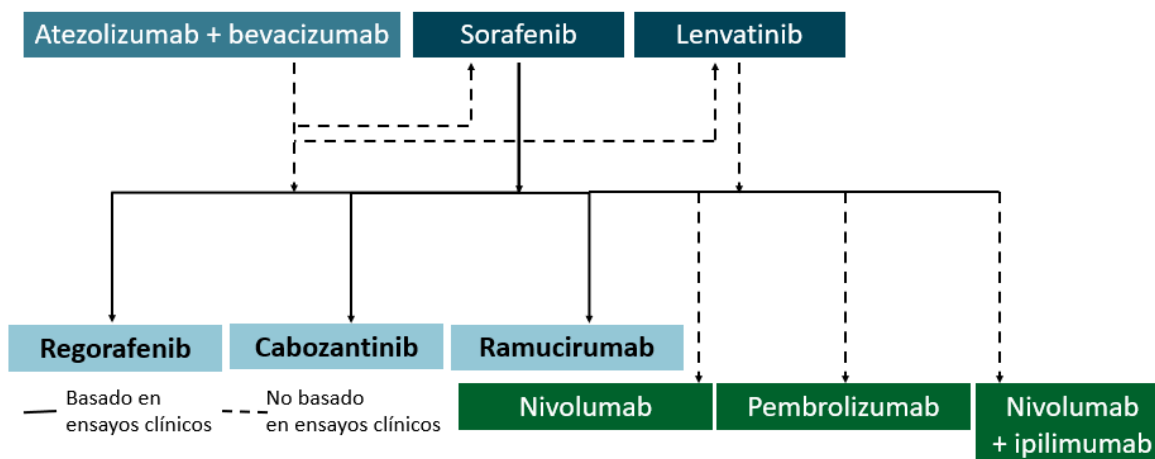 Atezolizumab + bevacizumab
Sorafenib
Lenvatinib
Regorafenib
Cabozantinib
Ramucirumab
Basado en
ensayos clínicos
No basado
en ensayos clínicos
Nivolumab
Pembrolizumab
Nivolumab
+ ipilimumab